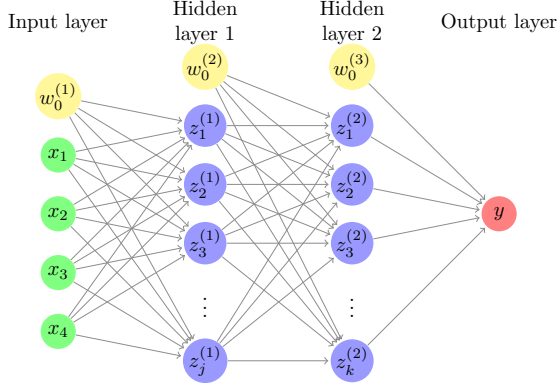 Input layer
Hidden
layer 1
Hidden
layer 2
Output layer
w_0^{(1)}
x_1
x_2
x_3
x_4
w_0^{(2)}
z_1^{(1)}
z_2^{(1)}
z_3^{(1)}
⋮
z_j^{(1)}
w_0^{(3)}
z_1^{(2)}
z_2^{(2)}
z_3^{(2)}
⋮
z_k^{(2)}
y